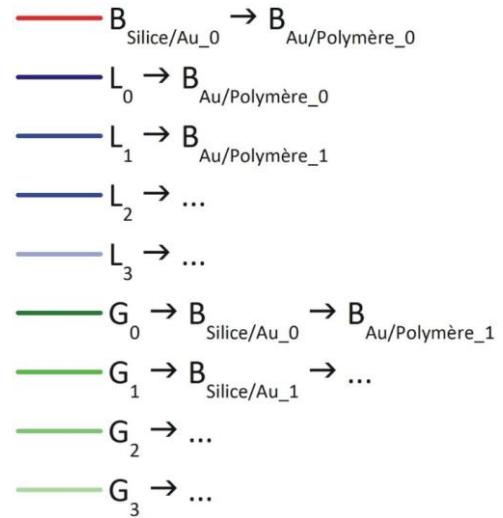 B Silice/Au_0 → B Au/Polymère_0
L 0 → B Au/Polymère_0
L 1 → B Au/Polymère_1
L 2 → ...
L 3 → ...
G 0 → B Silice/Au_0 → B Au/Polymère_1
G 1 → B Silice/Au_1 → ...
G 2 → ...
G 3 → ...